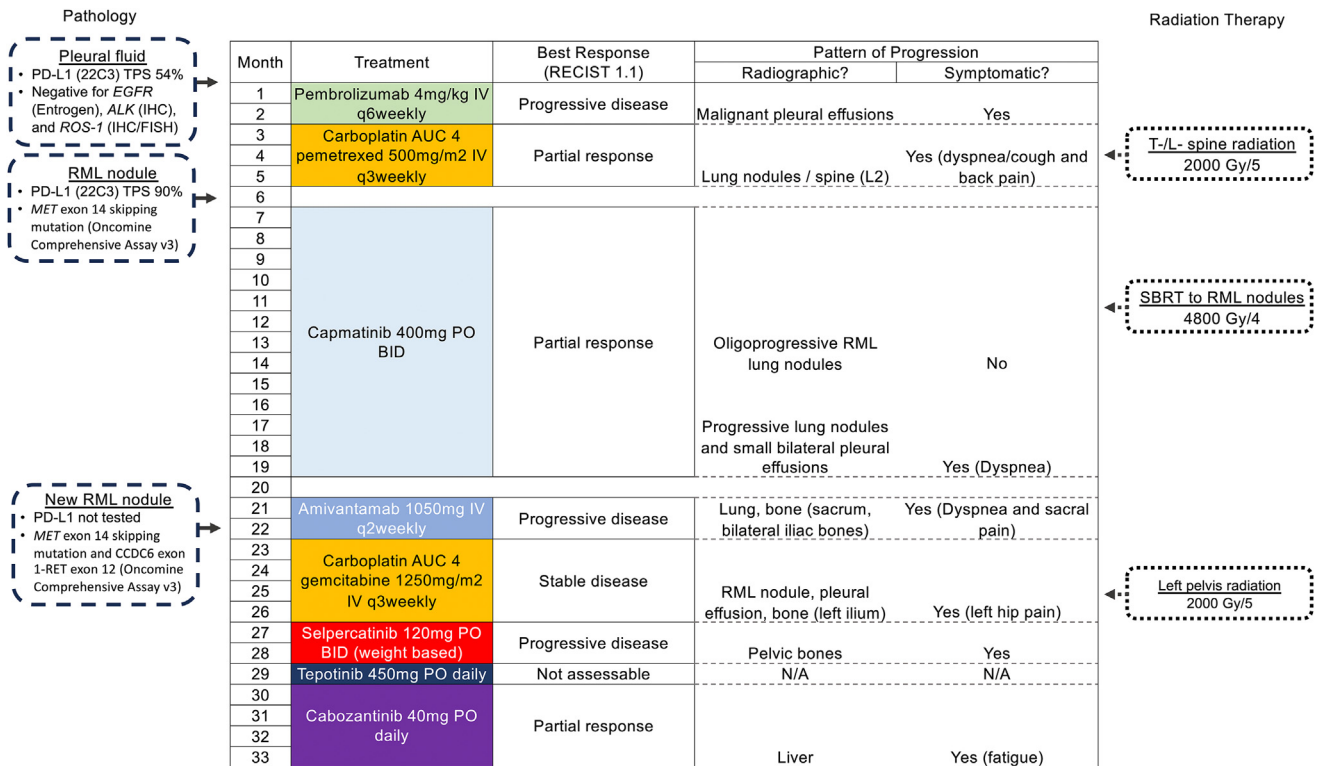 Pathology
Radiation Therapy
Pleural fluid
• PD-L1 (22C3) TPS 54%
• Negative for EGFR
(Entrogen), ALK (IHC),
and ROS-1 (IHC/FISH)
RML nodule
• PD-L1 (22C3) TPS 90%
• MET exon 14 skipping
mutation (Oncomine
Comprehensive Assay v3)
New RML nodule
• PD-L1 not tested
• MET exon 14 skipping
mutation and CCDC6 exon
1-RET exon 12 (Oncomine
Comprehensive Assay v3)
Month
Treatment
Best Response
(RECIST 1.1)
Pattern of Progression
Radiographic?
Symptomatic?
1
2
3
4
5
6
7
8
9
10
11
12
13
14
15
16
17
18
19
20
21
22
23
24
25
26
27
28
29
30
31
32
33
Pembrolizumab 4mg/kg IV
q6weekly
Progressive disease
Malignant pleural effusions
Yes
Carboplatin AUC 4
pemetrexed 500mg/m2 IV
q3weekly
Partial response
Lung nodules / spine (L2)
Yes (dyspnea/cough and
back pain)
Capmatinib 400mg PO
BID
Partial response
Oligoprogressive RML
lung nodules
No
Progressive lung nodules
and small bilateral pleural
effusions
Yes (Dyspnea)
Amivantamab 1050mg IV
q2weekly
Progressive disease
Lung, bone (sacrum,
bilateral iliac bones)
Yes (Dyspnea and sacral
pain)
Carboplatin AUC 4
gemcitabine 1250mg/m2
IV q3weekly
Stable disease
RML nodule, pleural
effusion, bone (left ilium)
Yes (left hip pain)
Selpercatinib 120mg PO
BID (weight based)
Progressive disease
Pelvic bones
Yes
Tepotinib 450mg PO daily
Not assessable
N/A
N/A
Cabozantinib 40mg PO
daily
Partial response
Liver
Yes (fatigue)
T-/L- spine radiation
2000 Gy/5
SBRT to RML nodules
4800 Gy/4
Left pelvis radiation
2000 Gy/5